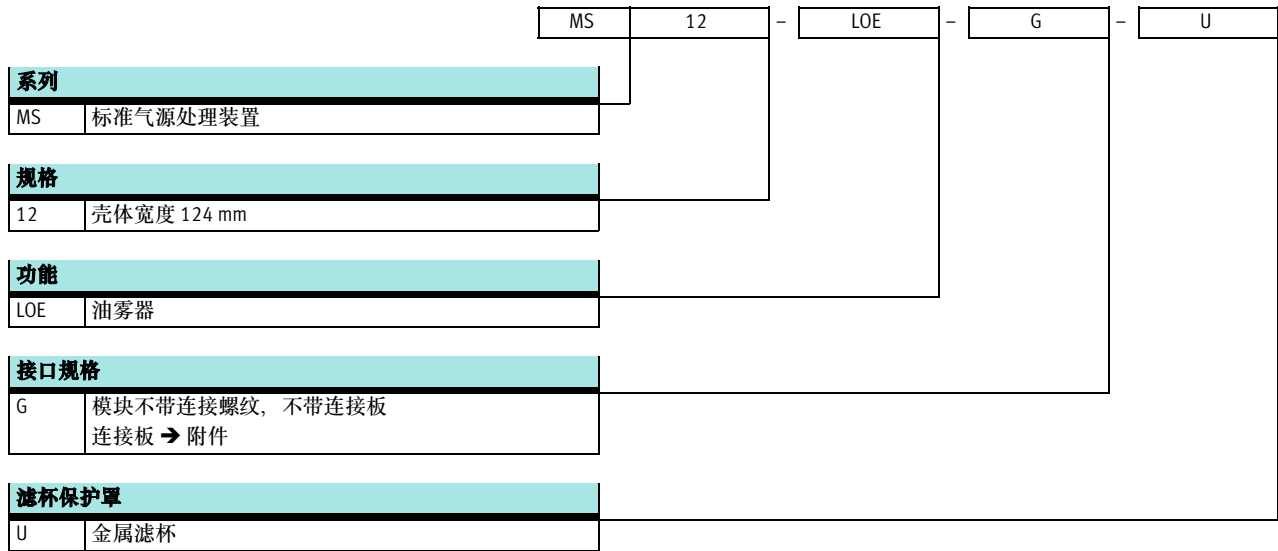 MS 12 – LOE – G – U
系列
MS 标准气源处理装置
规格
12 壳体宽度 124 mm
功能
LOE 油雾器
接口规格
G 模块不带连接螺纹，不带连接板
连接板 ➔ 附件
滤杯保护罩
U 金属滤杯